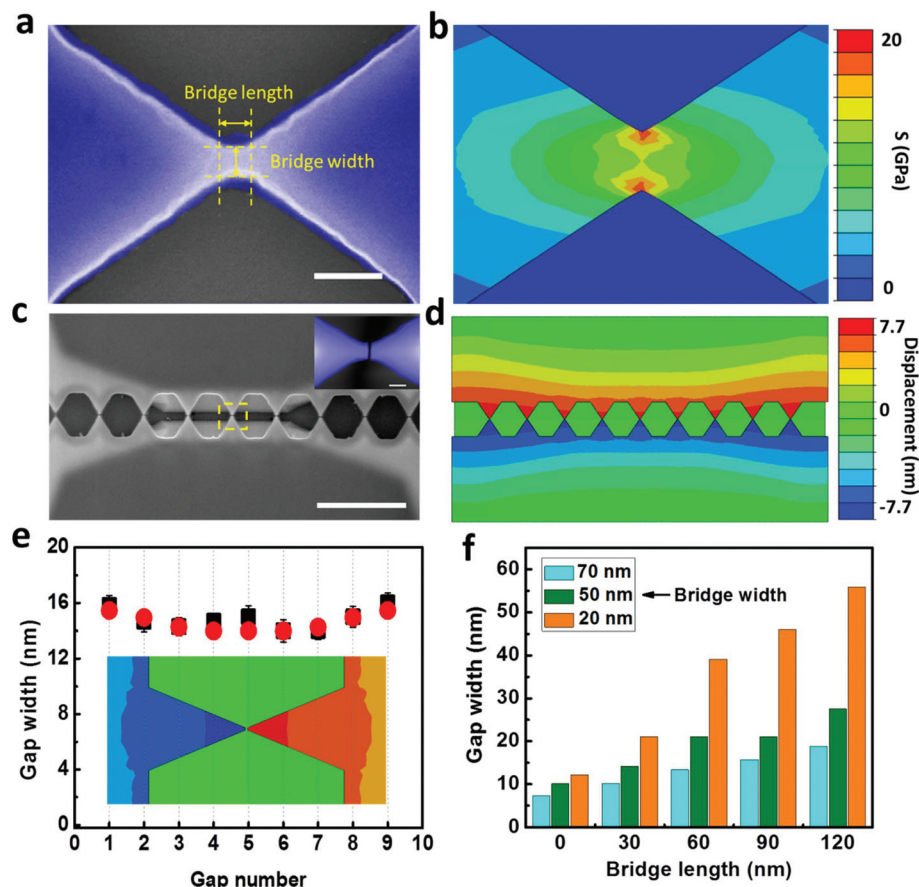 a
Bridge length
Bridge width
b
20
S (GPa)
0
c
d
7.7
Displacement (nm)
0
-7.7
e
20
16
12
8
4
0
Gap width (nm)
0 1 2 3 4 5 6 7 8 9 10
Gap number
f
70 nm
50 nm
20 nm
Bridge width
60
50
40
30
20
10
0
Gap width (nm)
0 30 60 90 120
Bridge length (nm)